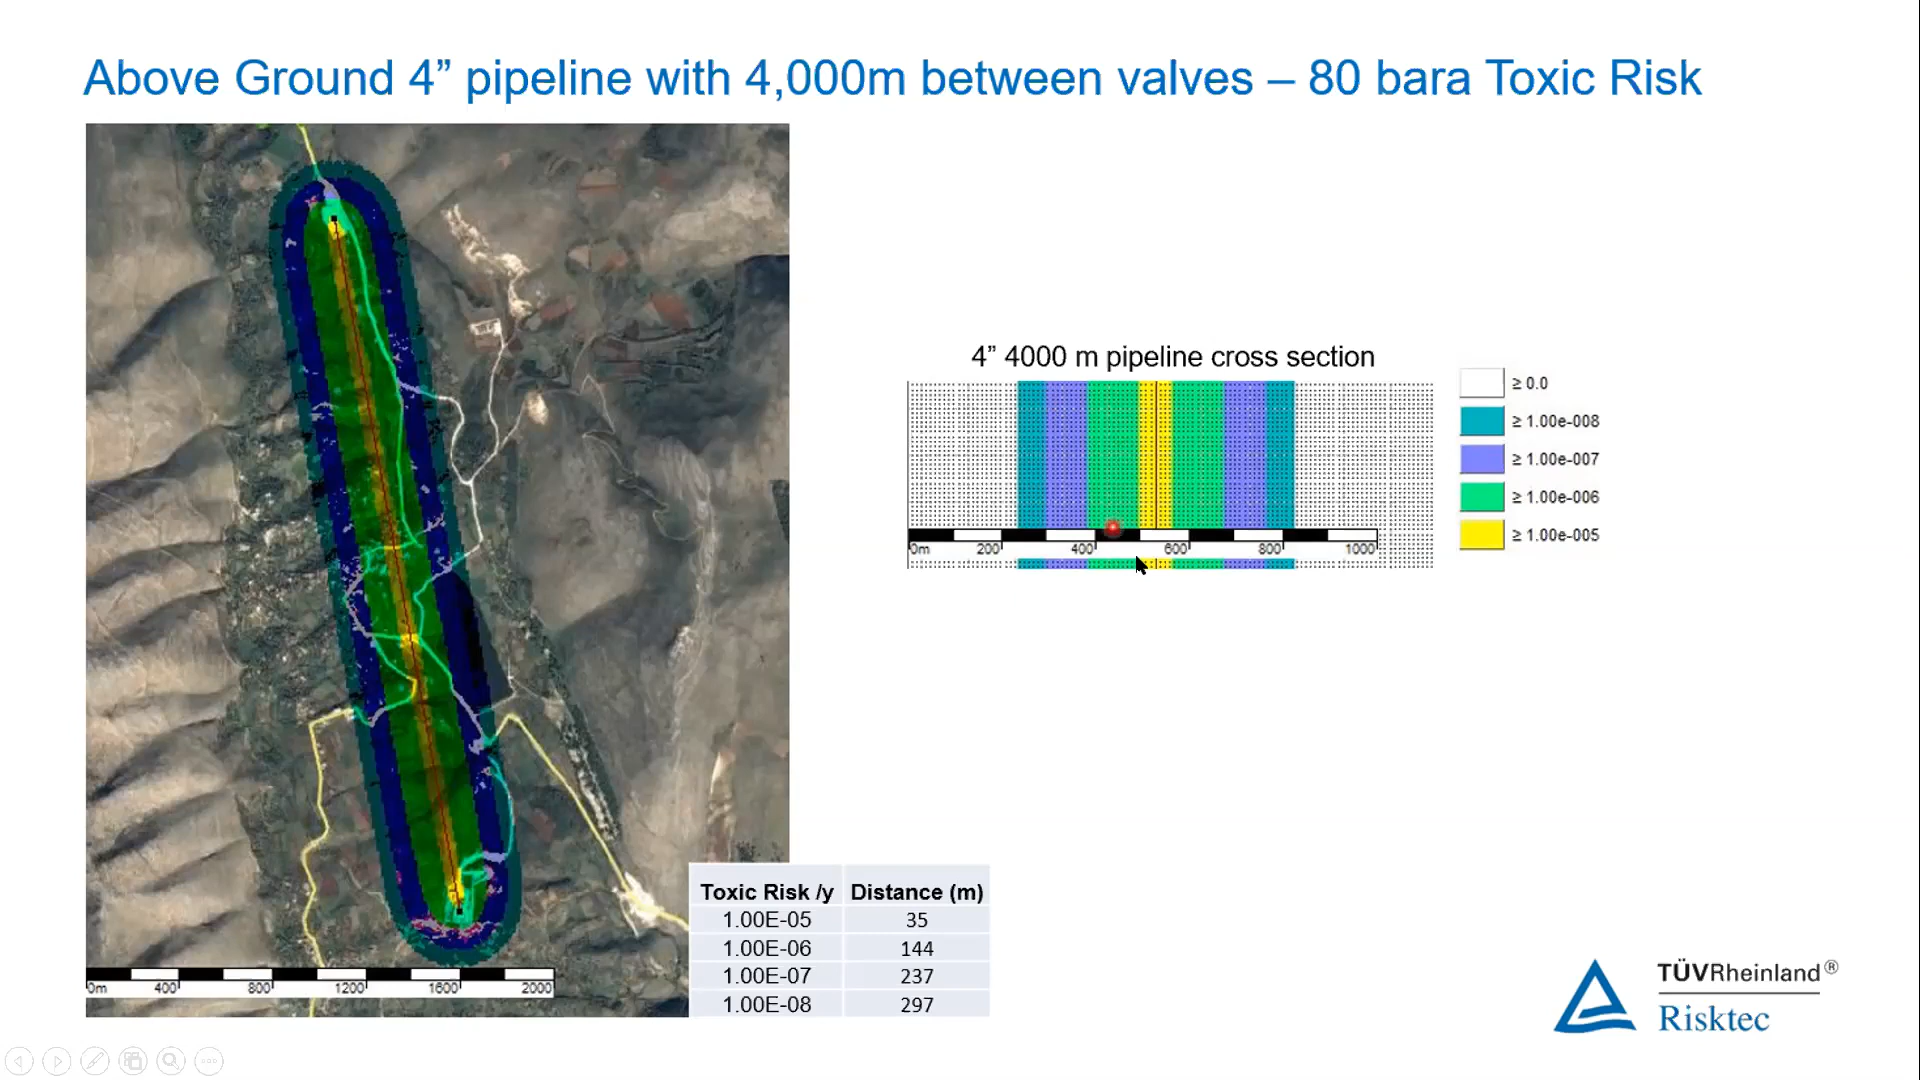 Above Ground 4” pipeline with 4,000m between valves – 80 bara Toxic Risk
4” 4000 m pipeline cross section
0m 200 400 600 800 1000
≥ 0.0
≥ 1.00e-008
≥ 1.00e-007
≥ 1.00e-006
≥ 1.00e-005
0m 400 800 1200 1600 2000
Toxic Risk /y Distance (m)
1.00E-05 35
1.00E-06 144
1.00E-07 237
1.00E-08 297
TÜVRheinland®
Risktec